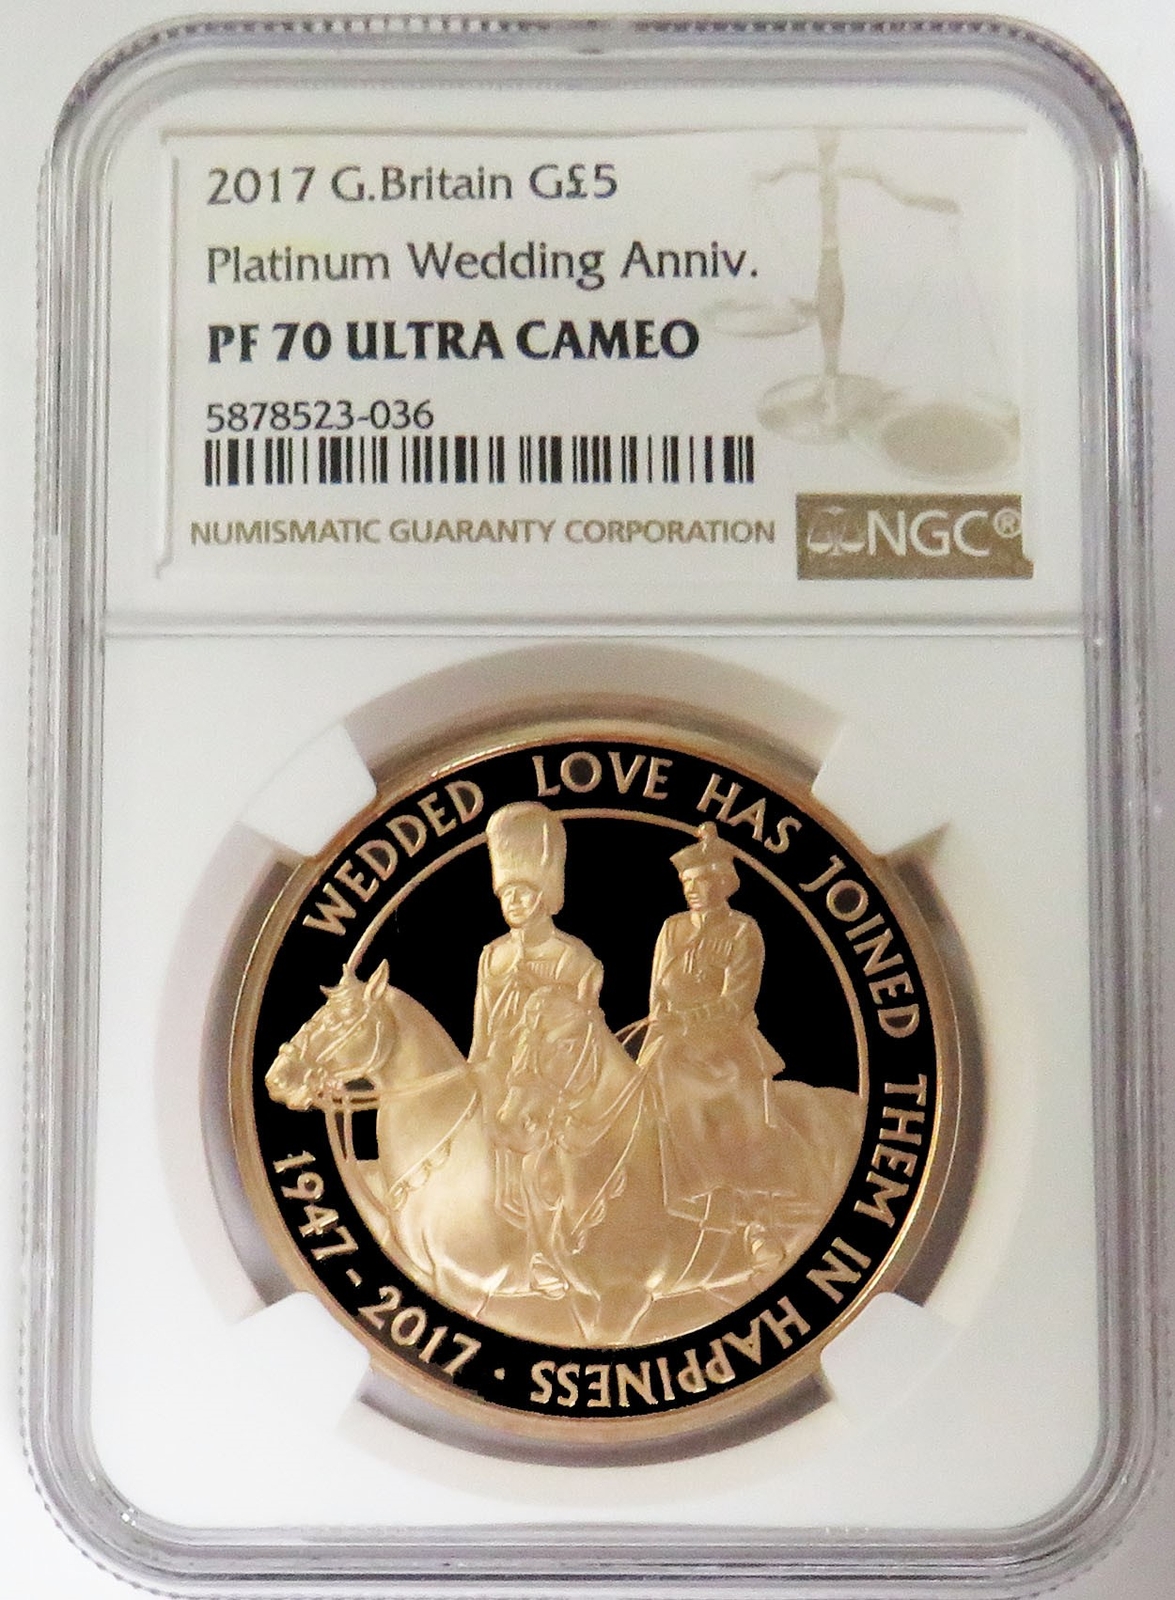 2017 G.Britain G£5
Platinum Wedding Anniv.
PF 70 ULTRA CAMEO
5878523-036
NUMISMATIC GUARANTY CORPORATION
NGC®
WEDDED LOVE HAS JOINED THEM IN HAPPINESS ·
1947 - 2017